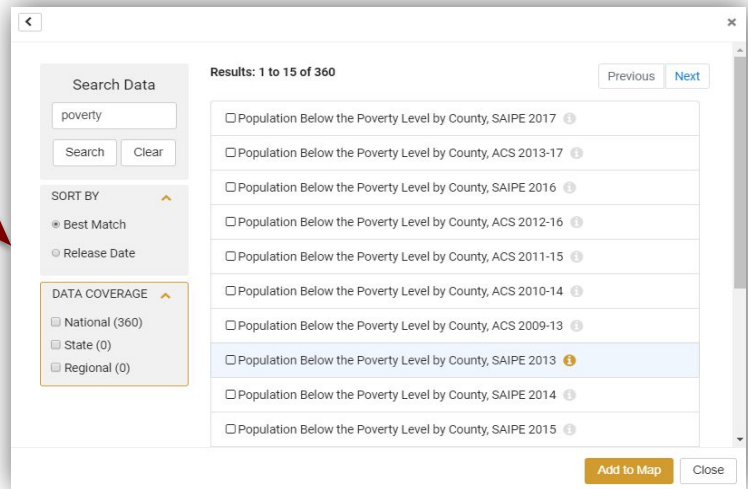 Search Data
poverty
Search Clear
SORT BY
Best Match
Release Date
DATA COVERAGE
National (360)
State (0)
Regional (0)
Results: 1 to 15 of 360
Previous Next
Population Below the Poverty Level by County, SAIPE 2017
Population Below the Poverty Level by County, ACS 2013-17
Population Below the Poverty Level by County, SAIPE 2016
Population Below the Poverty Level by County, ACS 2012-16
Population Below the Poverty Level by County, ACS 2011-15
Population Below the Poverty Level by County, ACS 2010-14
Population Below the Poverty Level by County, ACS 2009-13
Population Below the Poverty Level by County, SAIPE 2013
Population Below the Poverty Level by County, SAIPE 2014
Population Below the Poverty Level by County, SAIPE 2015
Add to Map Close